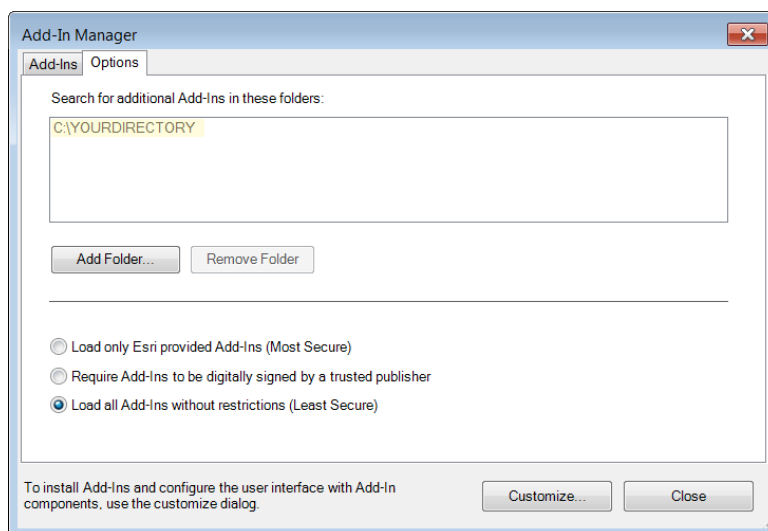 Add-In Manager
Add-Ins
Options
Search for additional Add-Ins in these folders:
C:\YOURDIRECTORY
Add Folder...
Remove Folder
Load only Esri provided Add-Ins (Most Secure)
Require Add-Ins to be digitally signed by a trusted publisher
Load all Add-Ins without restrictions (Least Secure)
To install Add-Ins and configure the user interface with Add-In
components, use the customize dialog.
Customize...
Close